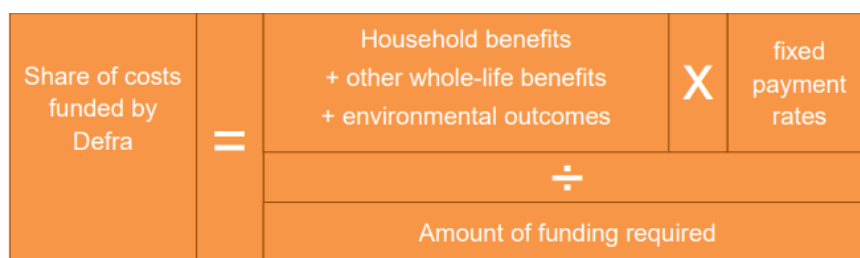 Share of costs
funded by
Defra
=
Household benefits
+ other whole-life benefits
+ environmental outcomes
X
fixed
payment
rates
÷
Amount of funding required